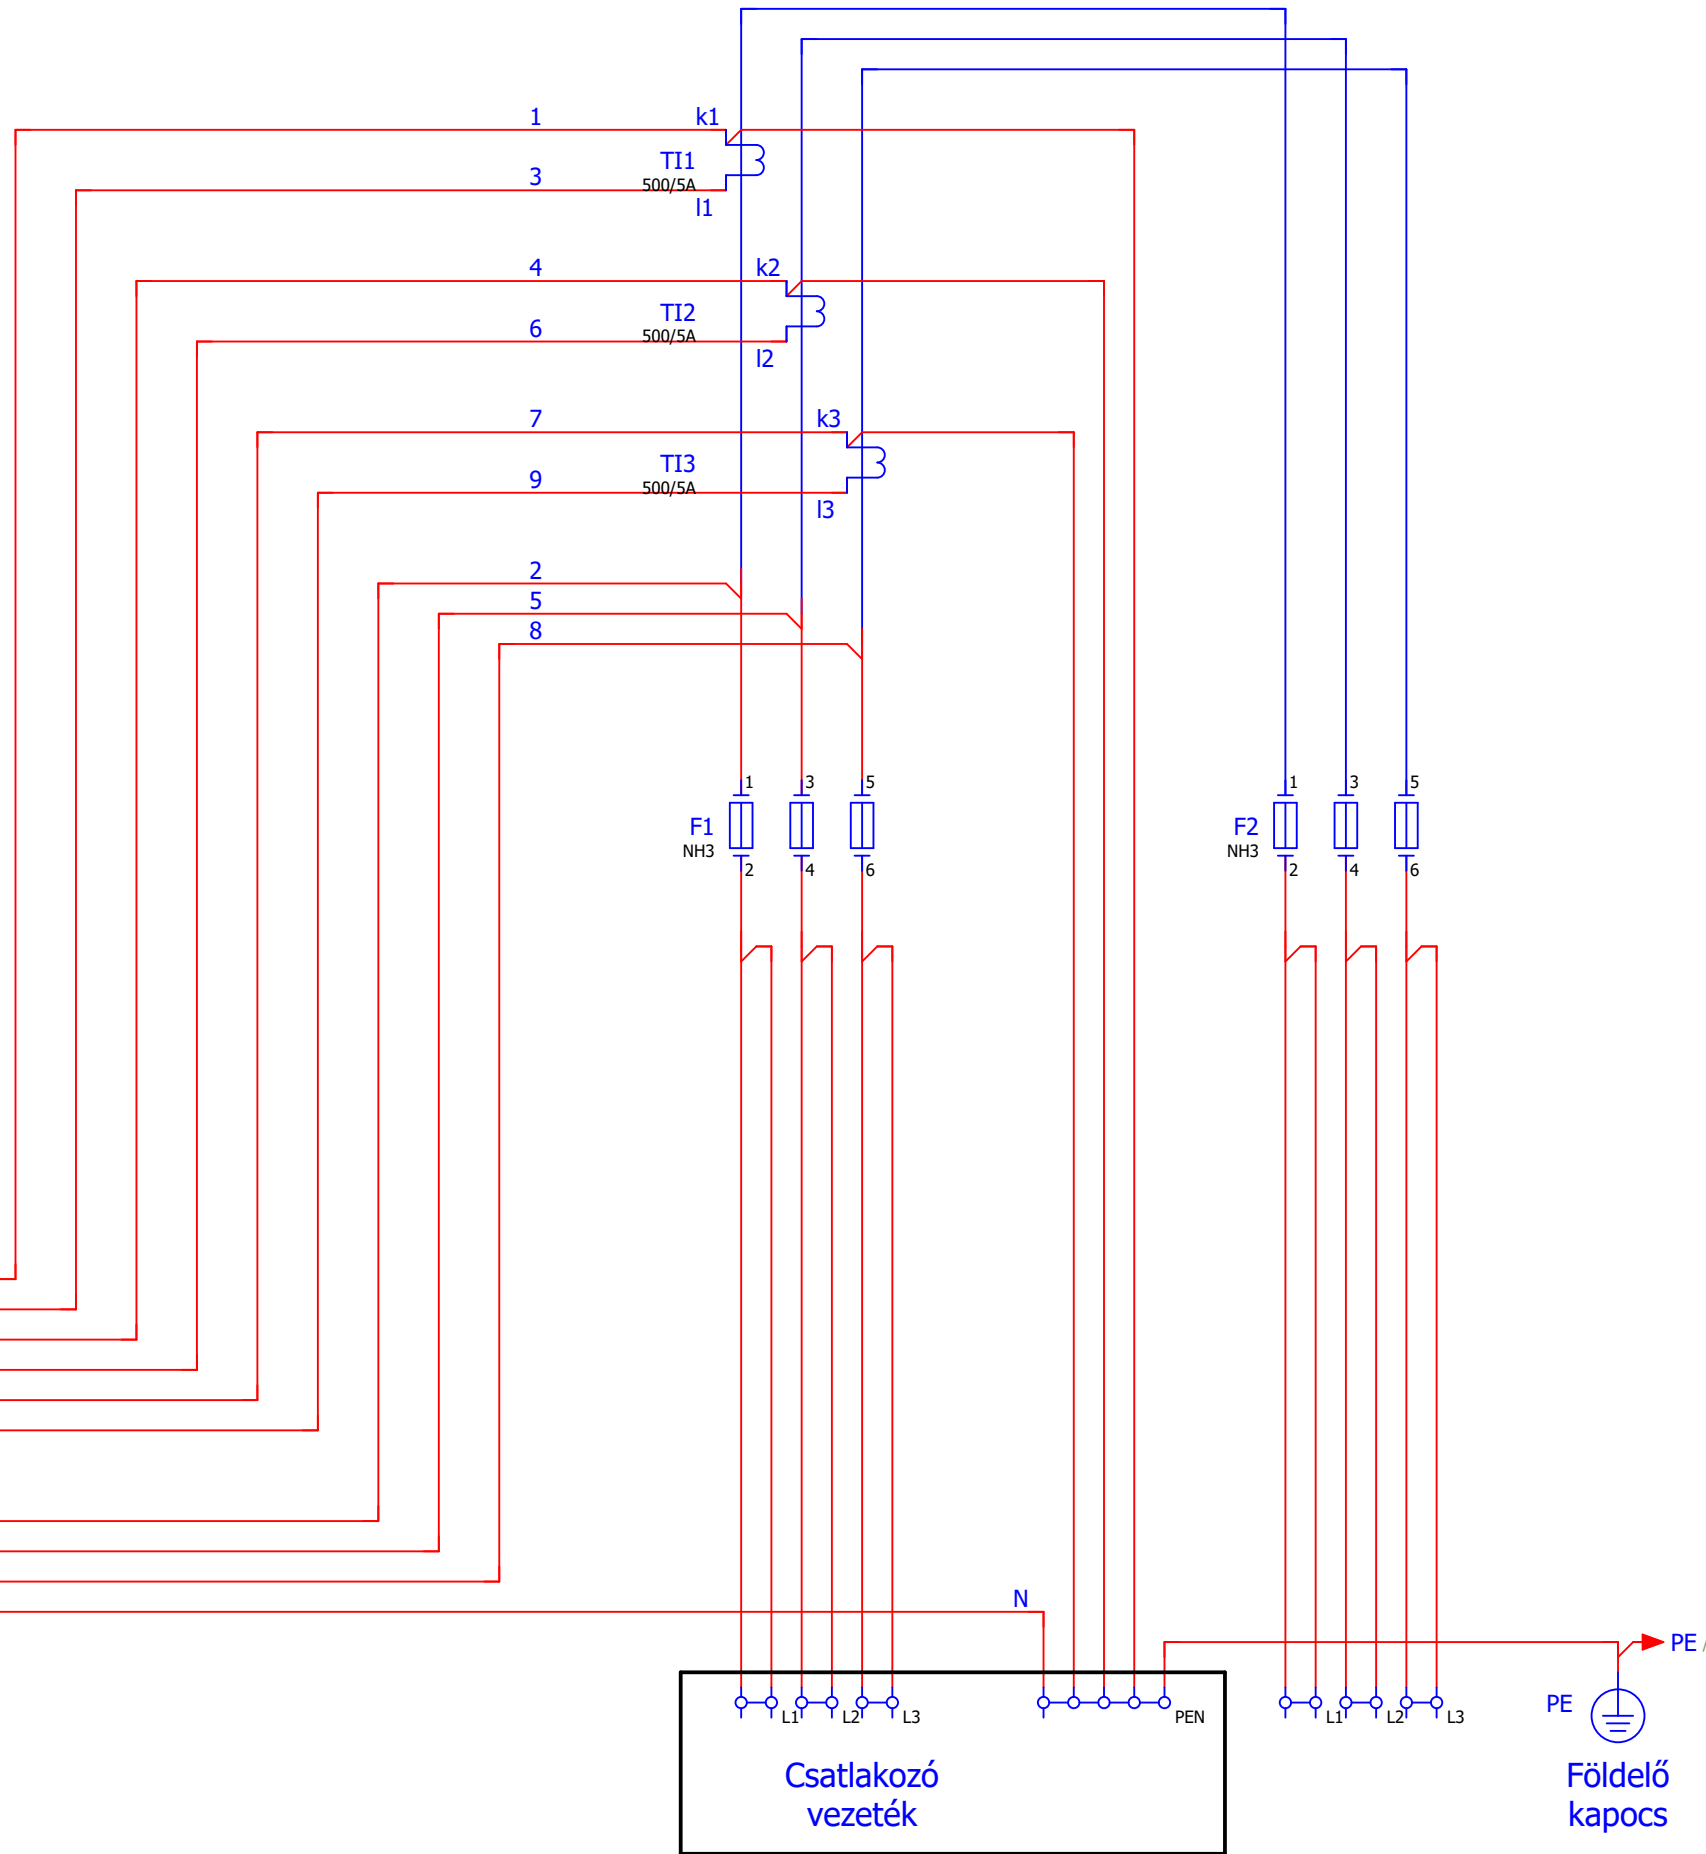 1
k1
TI1
500/5A
3
l1
4
k2
TI2
500/5A
6
l2
7
k3
TI3
500/5A
9
l3
2
5
8
1 3 5
F1
NH3
2 4 6
1 3 5
F2
NH3
2 4 6
N
PE /
L1 L2 L3
PEN
L1 L2 L3
PE
Csatlakozó
vezeték
Földelő
kapocs